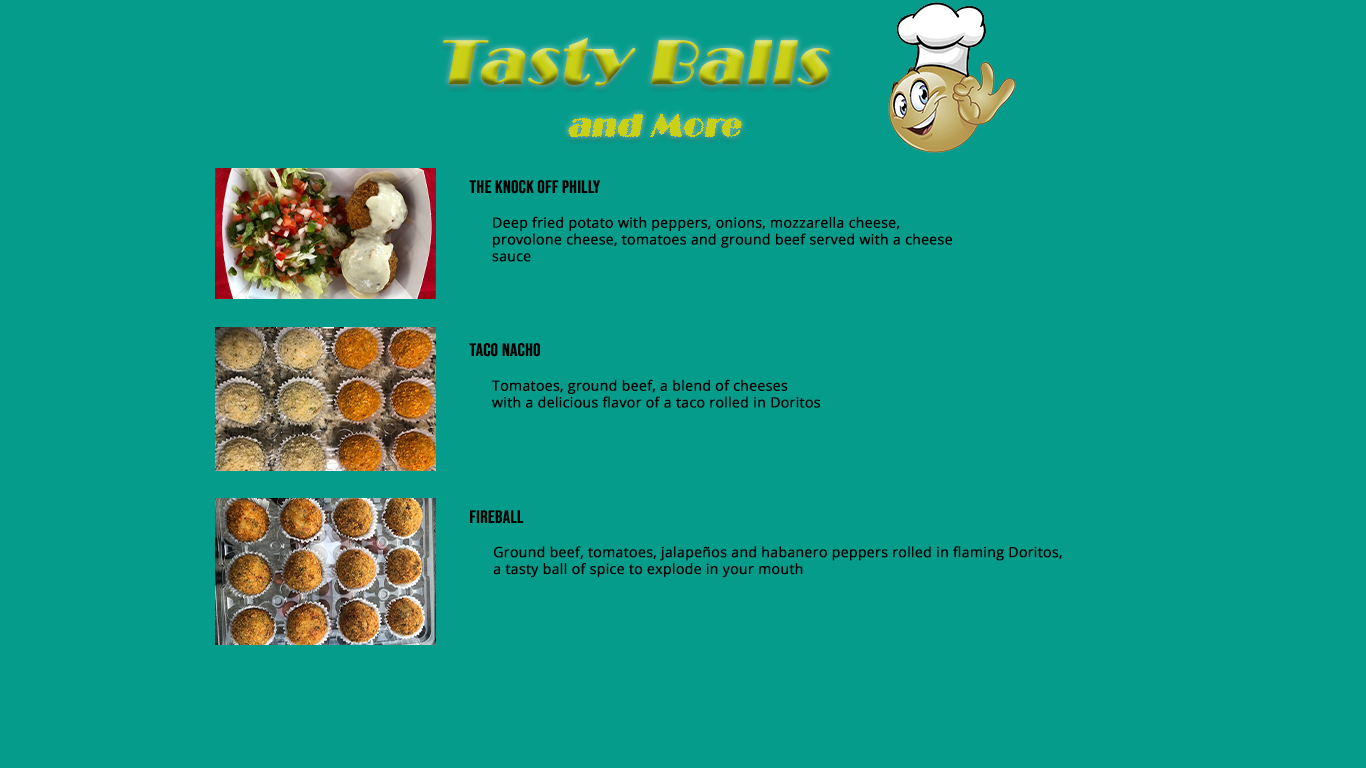 Tasty Balls
and More
THE KNOCK OFF PHILLY
Deep fried potato with peppers, onions, mozzarella cheese,
provolone cheese, tomatoes and ground beef served with a cheese
sauce
TACO NACHO
Tomatoes, ground beef, a blend of cheeses
with a delicious flavor of a taco rolled in Doritos
FIREBALL
Ground beef, tomatoes, jalapeños and habanero peppers rolled in flaming Doritos,
a tasty ball of spice to explode in your mouth